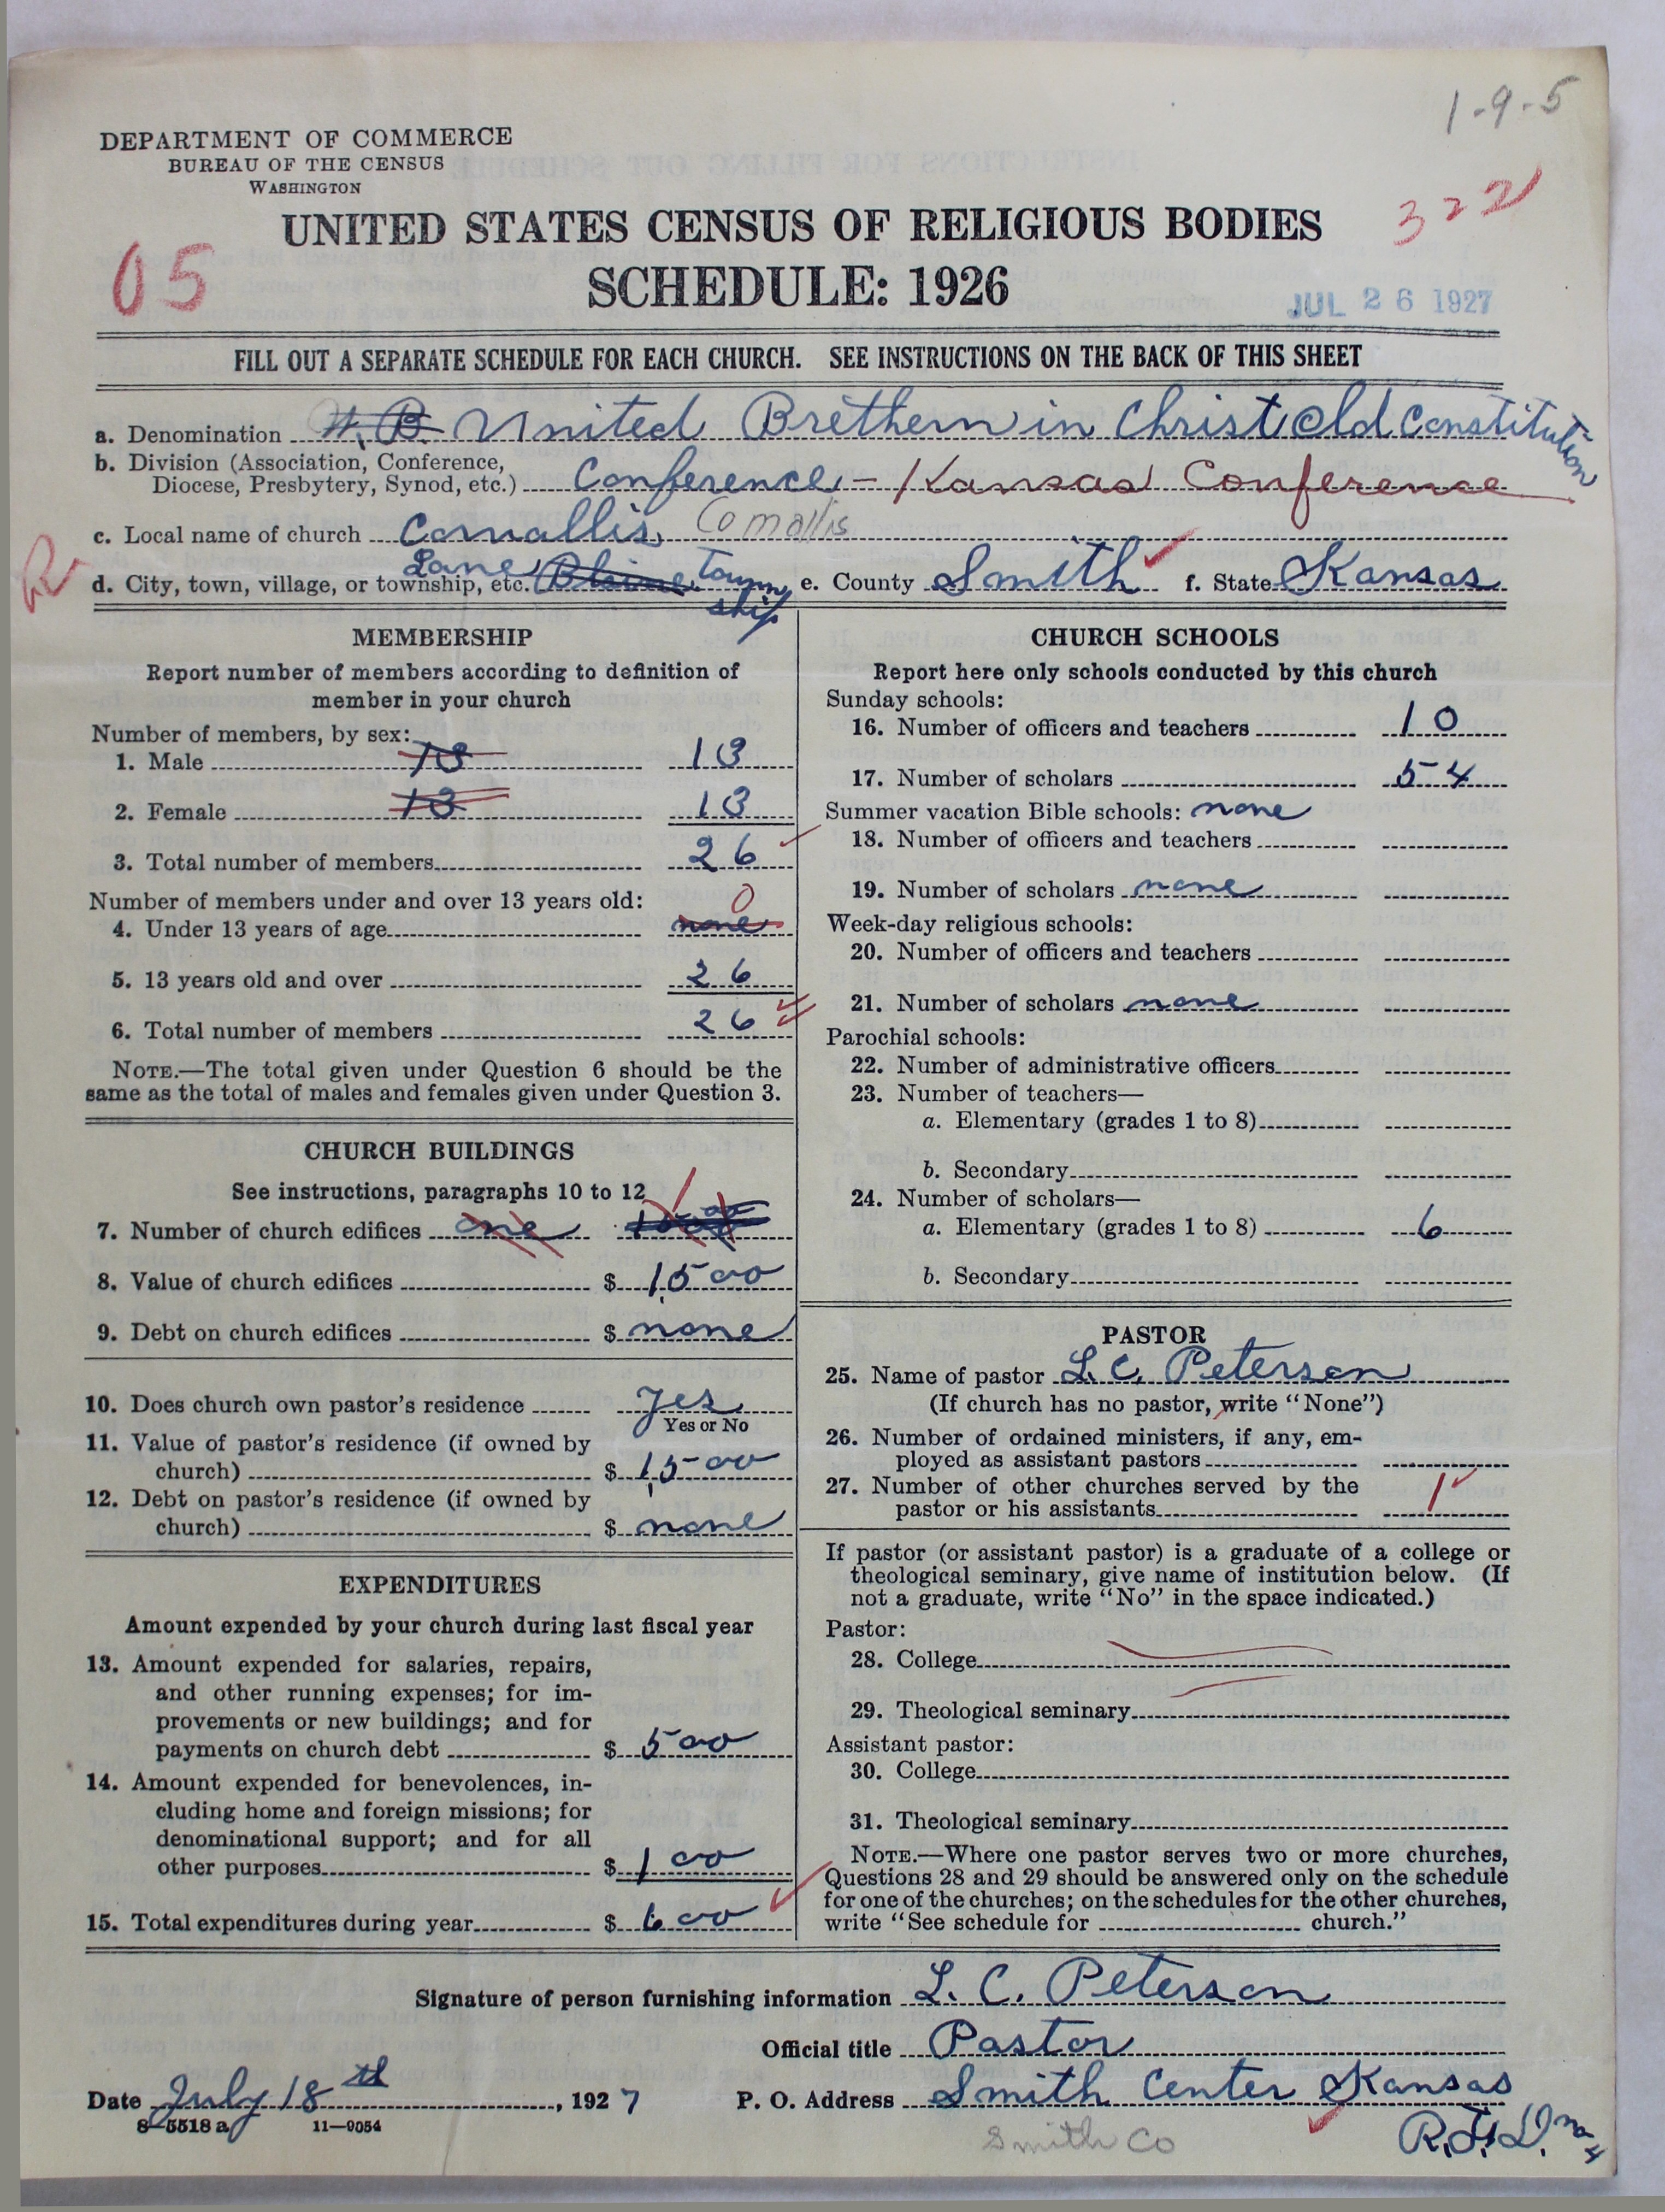 1-9-5
DEPARTMENT OF COMMERCE
BUREAU OF THE CENSUS
WASHINGTON
322
UNITED STATES CENSUS OF RELIGIOUS BODIES
05
SCHEDULE: 1926
JUL 26 1927
FILL OUT A SEPARATE SCHEDULE FOR EACH CHURCH. SEE INSTRUCTIONS ON THE BACK OF THIS SHEET
a. Denomination U.B. United Brethern in Christ Old Constitution
b. Division (Association, Conference,
Diocese, Presbytery, Synod, etc.) Conference - Kansas Conference
c. Local name of church Cornallis Comallis
R
d. City, town, village, or township, etc. Lane Blaine Township e. County Smith f. State Kansas
MEMBERSHIP
Report number of members according to definition of
member in your church
Number of members, by sex:
1. Male 13 13
2. Female 13 13
3. Total number of members 26
Number of members under and over 13 years old:
4. Under 13 years of age none 0
5. 13 years old and over 26
6. Total number of members 26
NOTE.—The total given under Question 6 should be the
same as the total of males and females given under Question 3.
CHURCH BUILDINGS
See instructions, paragraphs 10 to 12
7. Number of church edifices one 1
8. Value of church edifices $ 1,500
9. Debt on church edifices $ none
10. Does church own pastor's residence yes
Yes or No
11. Value of pastor's residence (if owned by
church) $ 1,500
12. Debt on pastor's residence (if owned by
church) $ none
EXPENDITURES
Amount expended by your church during last fiscal year
13. Amount expended for salaries, repairs,
and other running expenses; for im-
provements or new buildings; and for
payments on church debt $ 500
14. Amount expended for benevolences, in-
cluding home and foreign missions; for
denominational support; and for all
other purposes $ 100
15. Total expenditures during year $ 600
CHURCH SCHOOLS
Report here only schools conducted by this church
Sunday schools:
16. Number of officers and teachers 10
17. Number of scholars 54
Summer vacation Bible schools: none
18. Number of officers and teachers
19. Number of scholars none
Week-day religious schools:
20. Number of officers and teachers
21. Number of scholars none
Parochial schools:
22. Number of administrative officers
23. Number of teachers—
a. Elementary (grades 1 to 8)
b. Secondary
24. Number of scholars—
a. Elementary (grades 1 to 8) 6
b. Secondary
PASTOR
25. Name of pastor L. C. Peterson
(If church has no pastor, write "None")
26. Number of ordained ministers, if any, em-
ployed as assistant pastors
27. Number of other churches served by the
pastor or his assistants 1
If pastor (or assistant pastor) is a graduate of a college or
theological seminary, give name of institution below. (If
not a graduate, write "No" in the space indicated.)
Pastor:
28. College
29. Theological seminary
Assistant pastor:
30. College
31. Theological seminary
NOTE.—Where one pastor serves two or more churches,
Questions 28 and 29 should be answered only on the schedule
for one of the churches; on the schedules for the other churches,
write "See schedule for church."
Signature of person furnishing information L. C. Peterson
Official title Pastor
Date July 18th, 1927 P. O. Address Smith Center Kansas
8-5518 a 11-9054
Smith Co
R.F.D. no 4